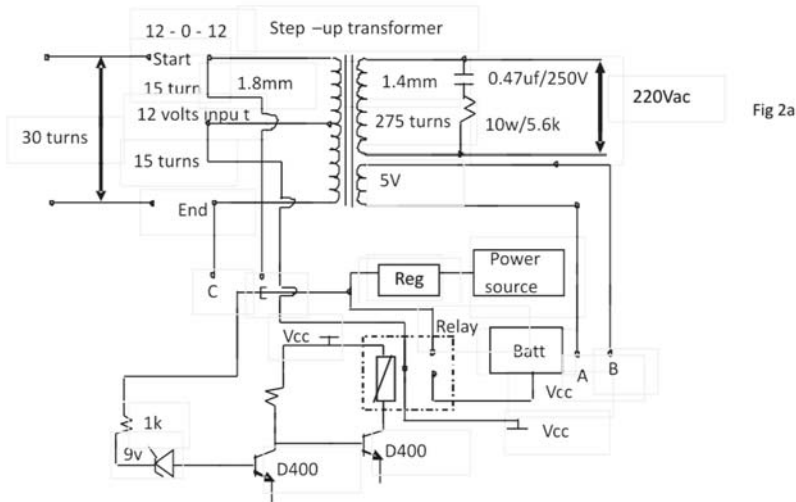 12 - 0 - 12
Step –up transformer
Start
15 turn
1.8mm
1.4mm
0.47uf/250V
220Vac
Fig 2a
12 volts inpu t
30 turns
275 turns
10w/5.6k
15 turns
5V
End
C
E
Reg
Power
source
Relay
Vcc
Batt
A
B
Vcc
1k
Vcc
9v
D400
D400